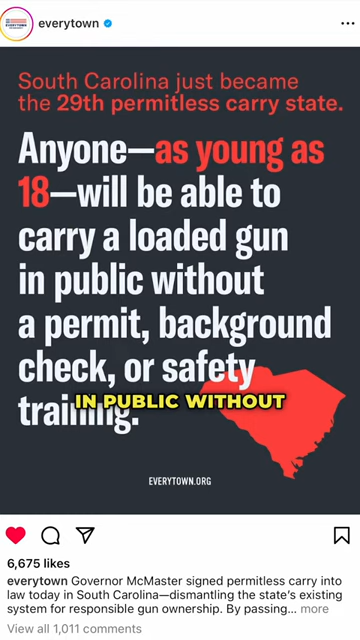 everytown
South Carolina just became
the 29th permitless carry state.
Anyone—as young as
18—will be able to
carry a loaded gun
in public without
a permit, background
check, or safety
training.
IN PUBLIC WITHOUT
EVERYTOWN.ORG
6,675 likes
everytown Governor McMaster signed permitless carry into
law today in South Carolina—dismantling the state's existing
system for responsible gun ownership. By passing... more
View all 1,011 comments